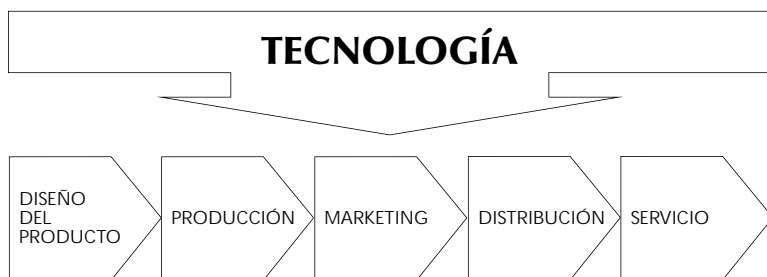 TECNOLOGÍA
DISEÑO
DEL
PRODUCTO
PRODUCCIÓN
MARKETING
DISTRIBUCIÓN
SERVICIO